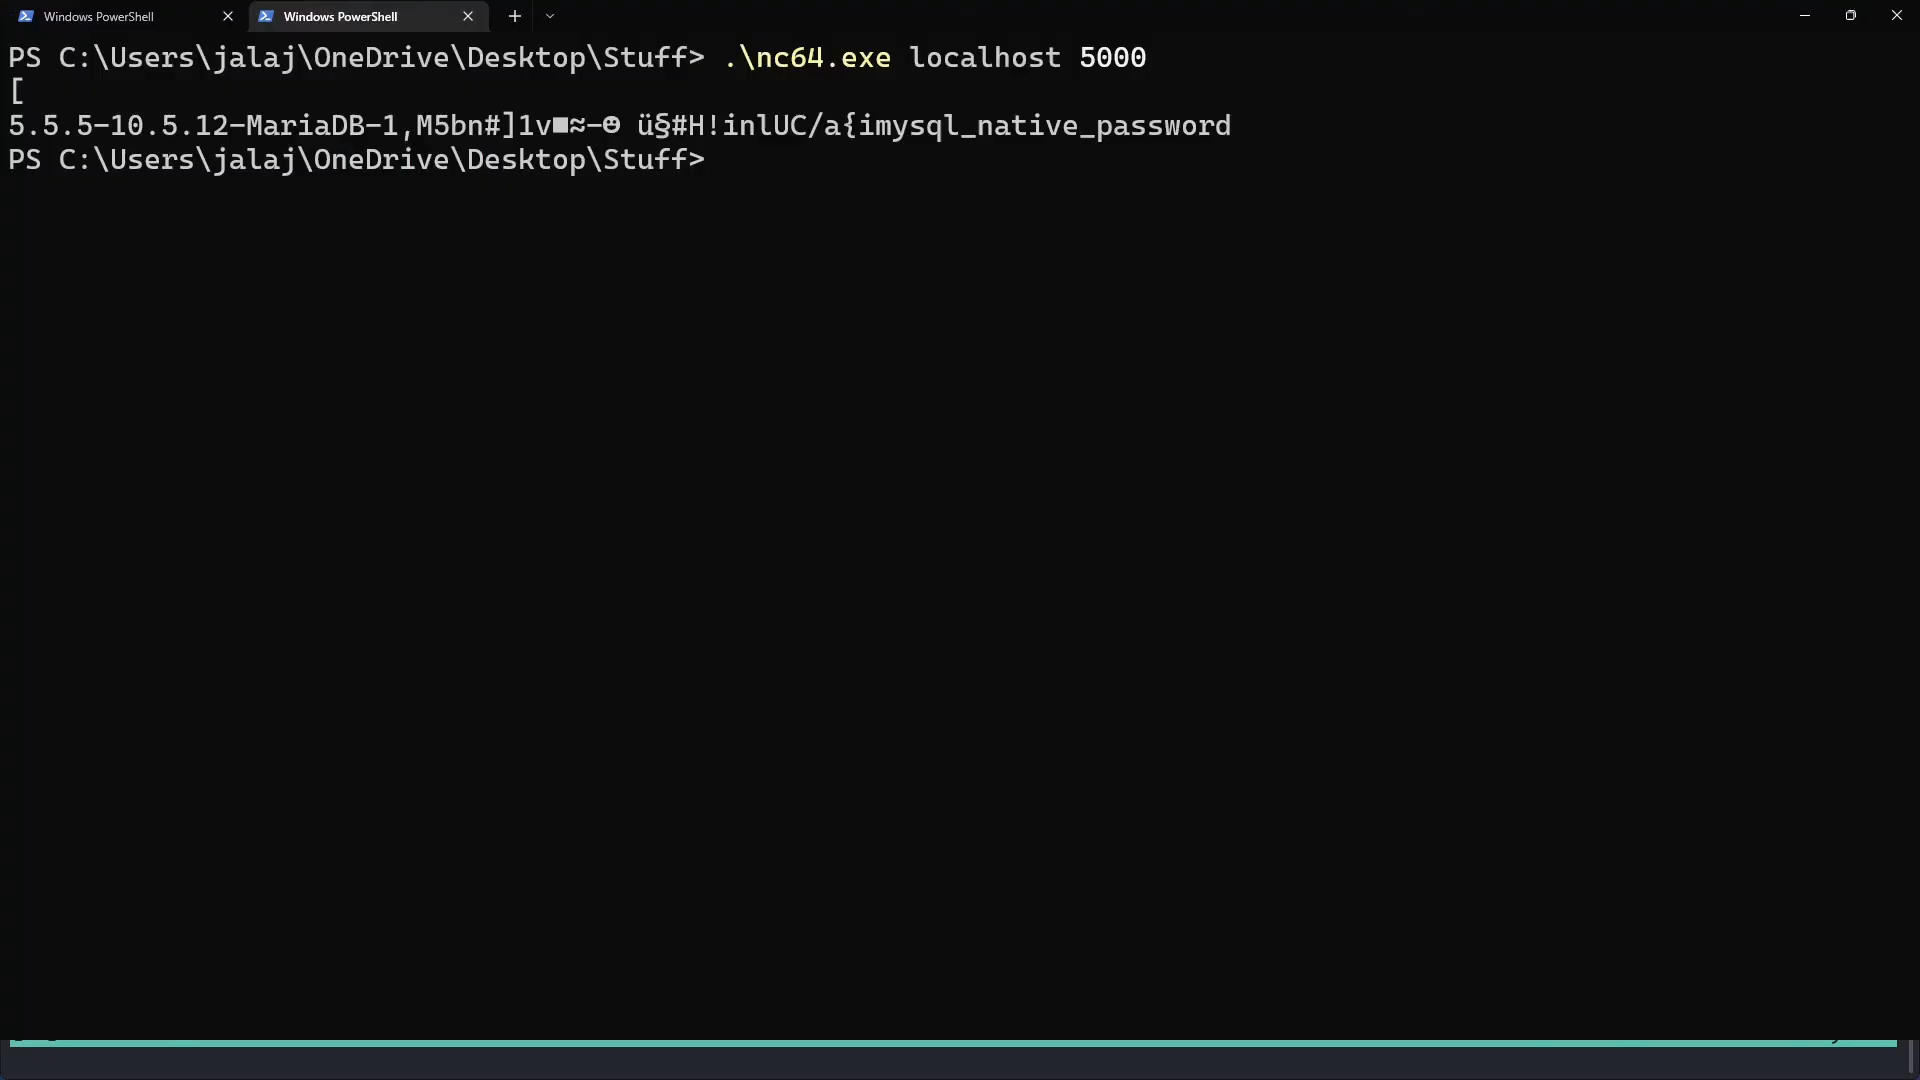 Windows PowerShell
Windows PowerShell
PS C:\Users\jalaj\OneDrive\Desktop\Stuff> .\nc64.exe localhost 5000
[
5.5.5-10.5.12-MariaDB-1,M5bn#]1v■≈-☻ ü§#H!inlUC/a{imysql_native_password
PS C:\Users\jalaj\OneDrive\Desktop\Stuff>